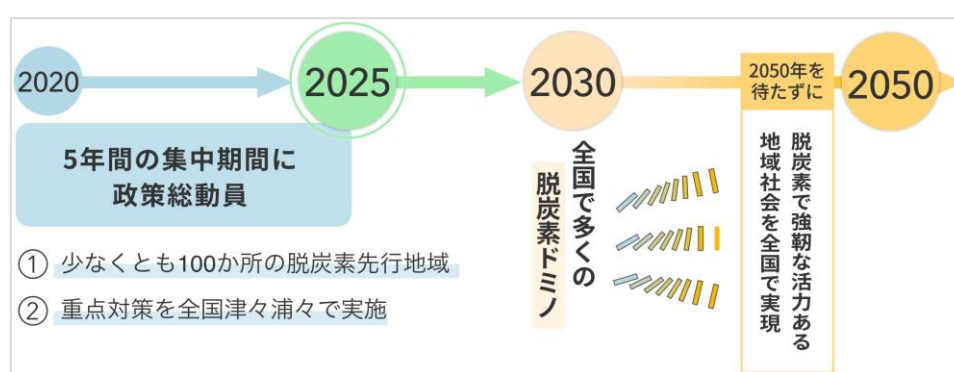 2020
2025
2030
2050年を
待たずに
2050
5年間の集中期間に
政策総動員
① 少なくとも100か所の脱炭素先行地域
② 重点対策を全国津々浦々で実施
全国で多くの
脱炭素ドミノ
脱炭素で強靭な活力ある
地域社会を全国で実現